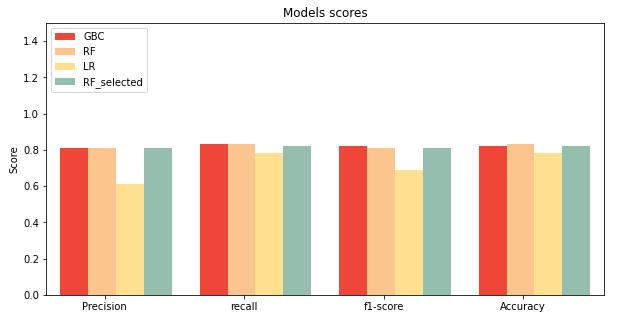 Models scores
GBC
RF
LR
RF_selected
Score
1.4
1.2
1.0
0.8
0.6
0.4
0.2
0.0
Precision
recall
f1-score
Accuracy